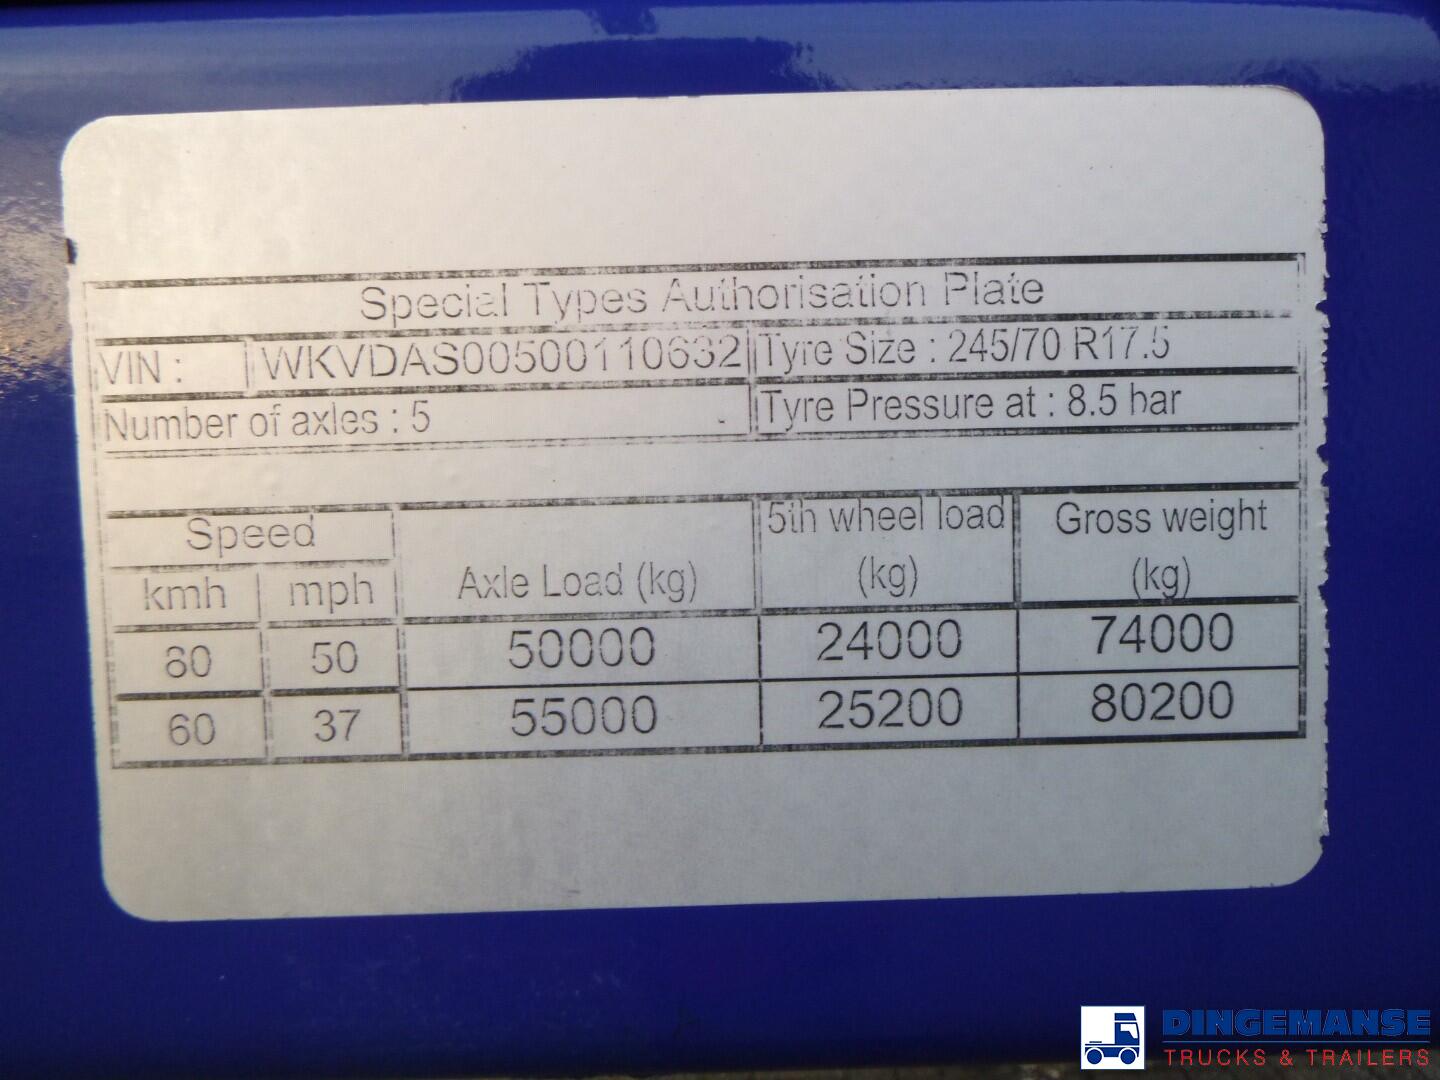 Special Types Authorisation Plate
VIN : WKVDAS00500110632 Tyre Size : 245/70 R17.5
Number of axles : 5 Tyre Pressure at : 8.5 bar
Speed Axle Load (kg) 5th wheel load (kg) Gross weight (kg)
kmh mph
80 50 50000 24000 74000
60 37 55000 25200 80200
DINGEMANSE
TRUCKS & TRAILERS